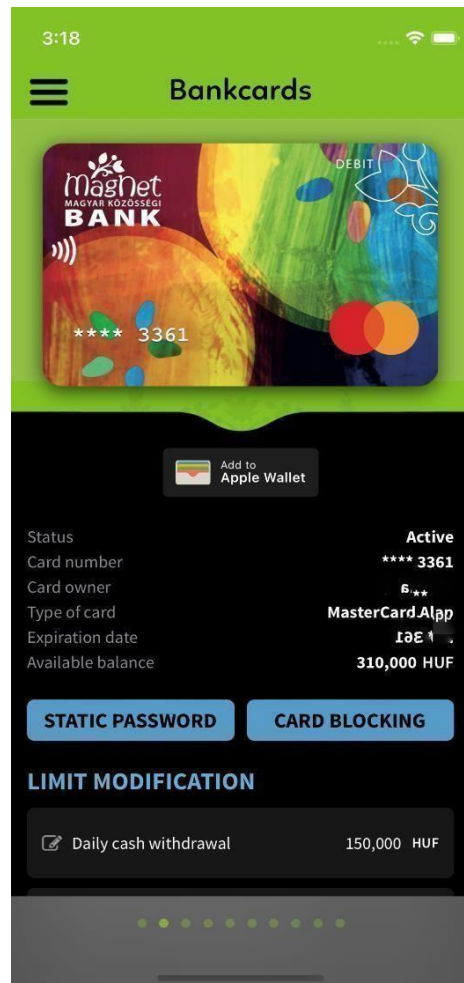 3:18
Bankcards
magnet
MAGYAR KÖZÖSSÉGI
BANK
DEBIT
**** 3361
Add to
Apple Wallet
Status Active
Card number **** 3361
Card owner
Type of card MasterCard Alap
Expiration date
Available balance 310,000 HUF
STATIC PASSWORD CARD BLOCKING
LIMIT MODIFICATION
Daily cash withdrawal 150,000 HUF